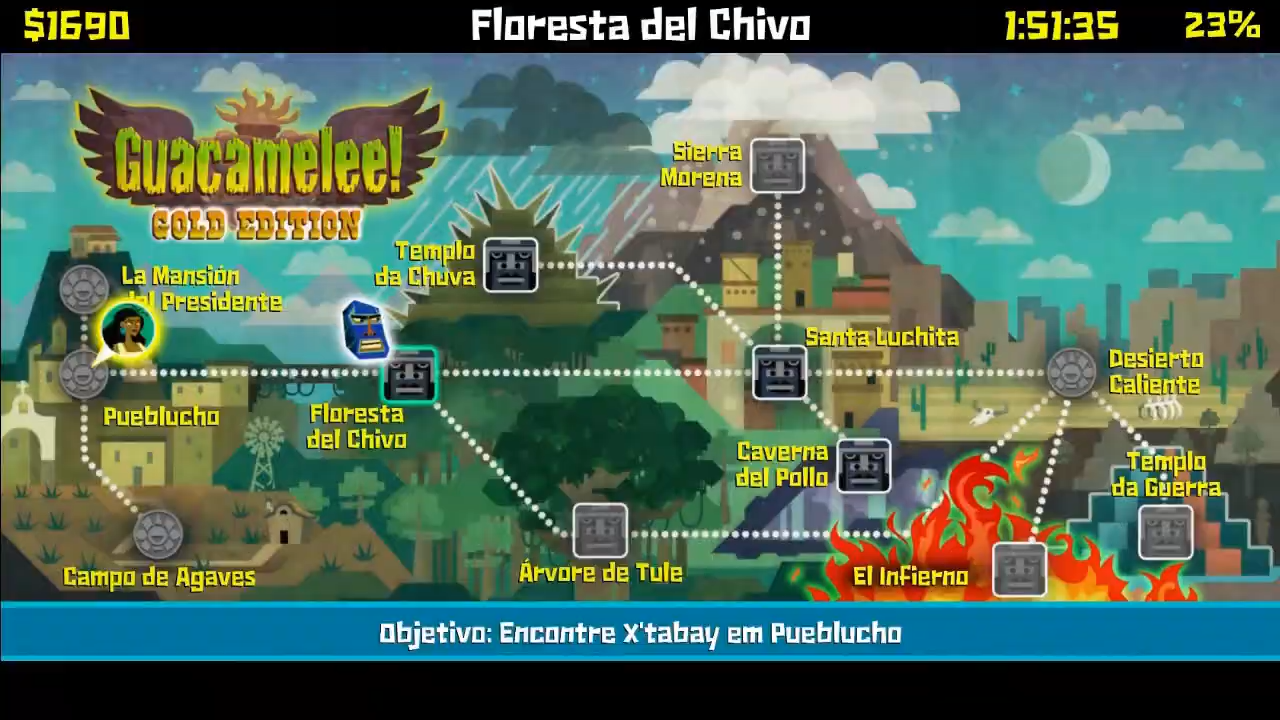 $1690
Floresta del Chivo
1:51:35
23%
Guacamelee!
GOLD EDITION
Sierra
Morena
Templo
da Chuva
La Mansión
del Presidente
Santa Luchita
Desierto
Caliente
Pueblucho
Floresta
del Chivo
Caverna
del Pollo
Templo
da Guerra
Campo de Agaves
Árvore de Tule
El Infierno
Objetivo: Encontre X'tabay em Pueblucho